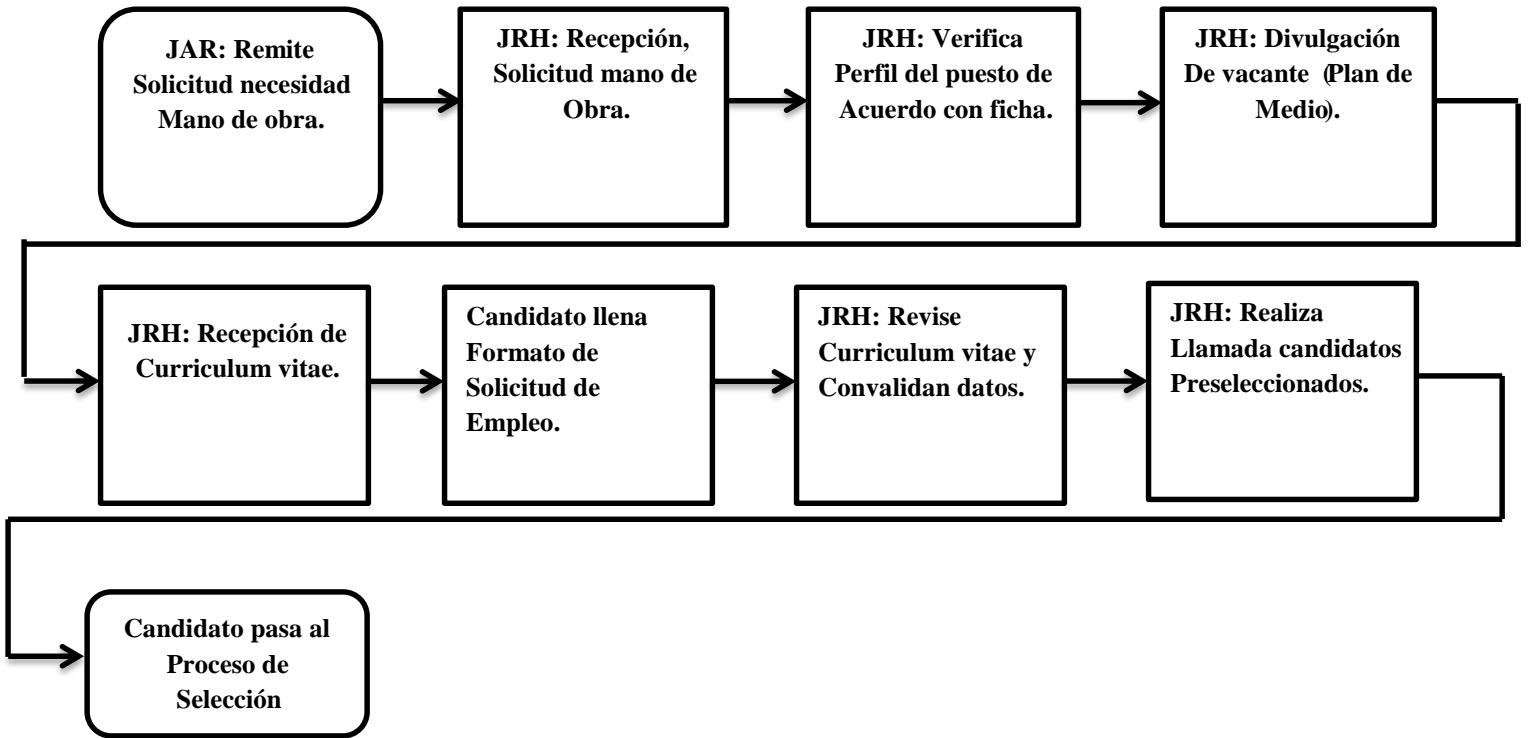 JAR: Remite
Solicitud necesidad
Mano de obra.
JRH: Recepción,
Solicitud mano de
Obra.
JRH: Verifica
Perfil del puesto de
Acuerdo con ficha.
JRH: Divulgación
De vacante (Plan de
Medio).
JRH: Recepción de
Curriculum vitae.
Candidato llena
Formato de
Solicitud de
Empleo.
JRH: Revise
Curriculum vitae y
Convalidan datos.
JRH: Realiza
Llamada candidatos
Preseleccionados.
Candidato pasa al
Proceso de
Selección